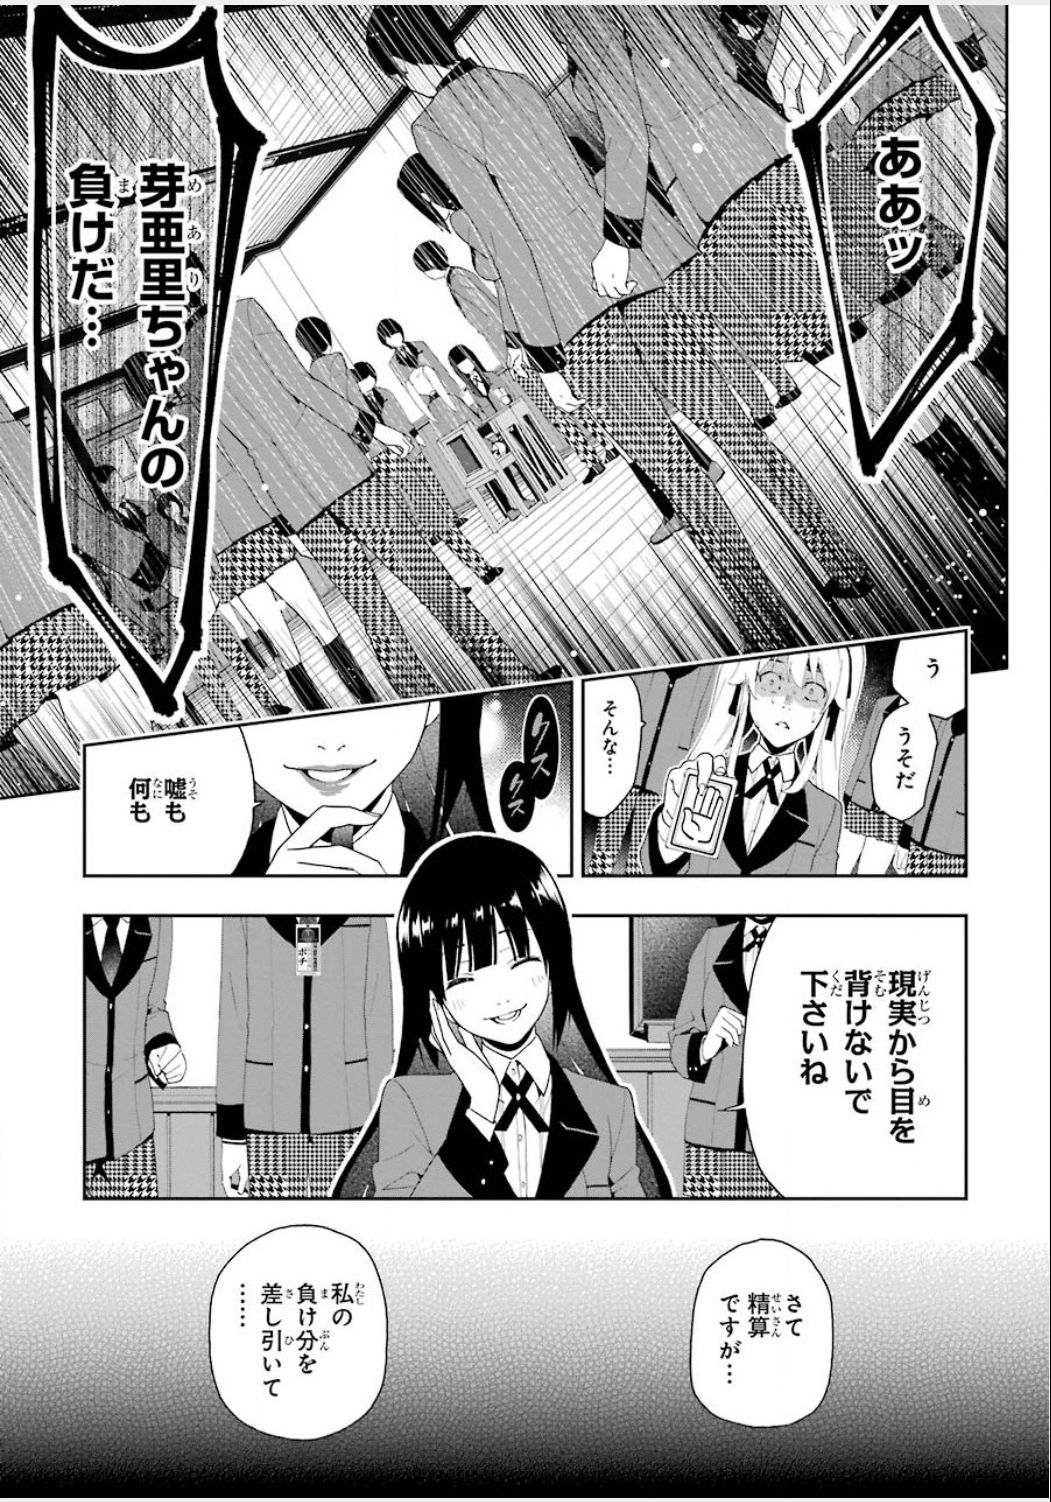 ああッ
芽亜里ちゃんの
負けだ…
う
うそだ
そんな…
クスクス
嘘も
何も
現実から目を
背けないで
下さいね
ポチ
さて
精算
ですが…
私の
負け分を
差し引いて
……